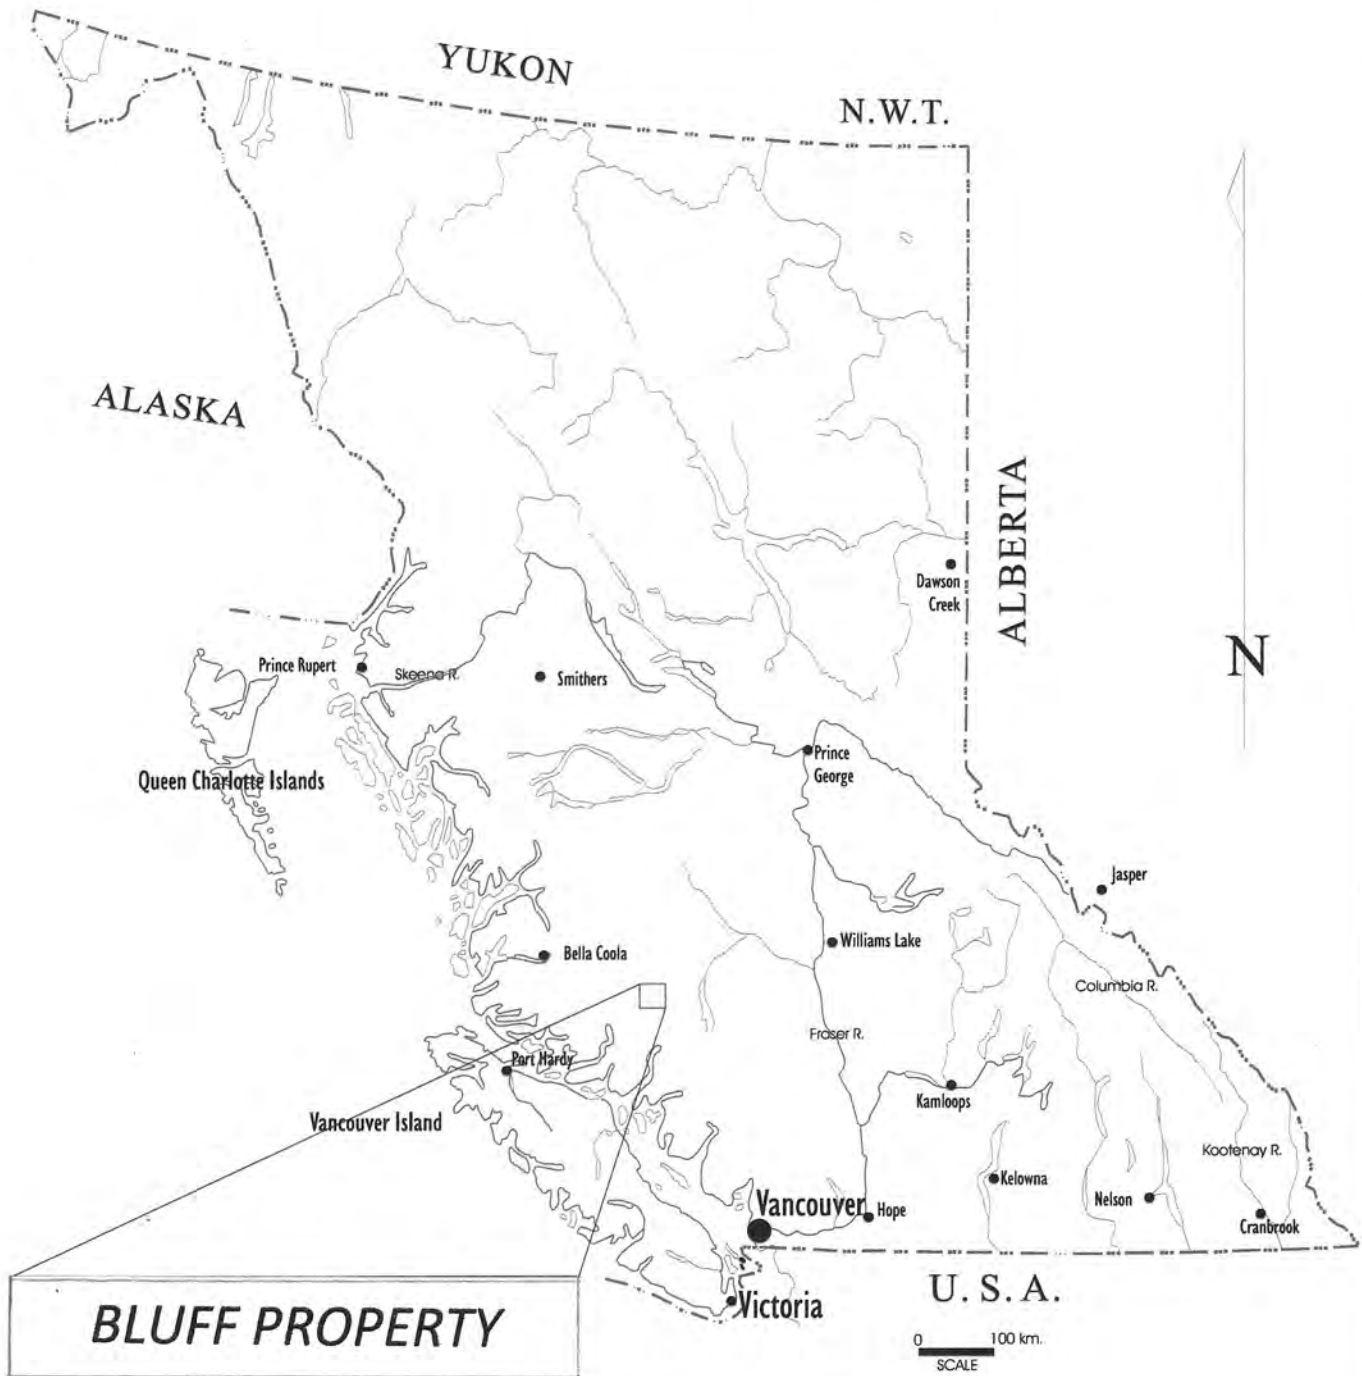 YUKON
N.W.T.
ALASKA
ALBERTA
Dawson
Creek
N
Prince Rupert
Skeena R.
Smithers
Prince
George
Queen Charlotte Islands
Jasper
Williams Lake
Bella Coola
Columbia R.
Fraser R.
Port Hardy
Kamloops
Vancouver Island
Kootenay R.
Kelowna
Nelson
Vancouver
Hope
Cranbrook
U. S. A.
Victoria
BLUFF PROPERTY
0 100 km.
SCALE